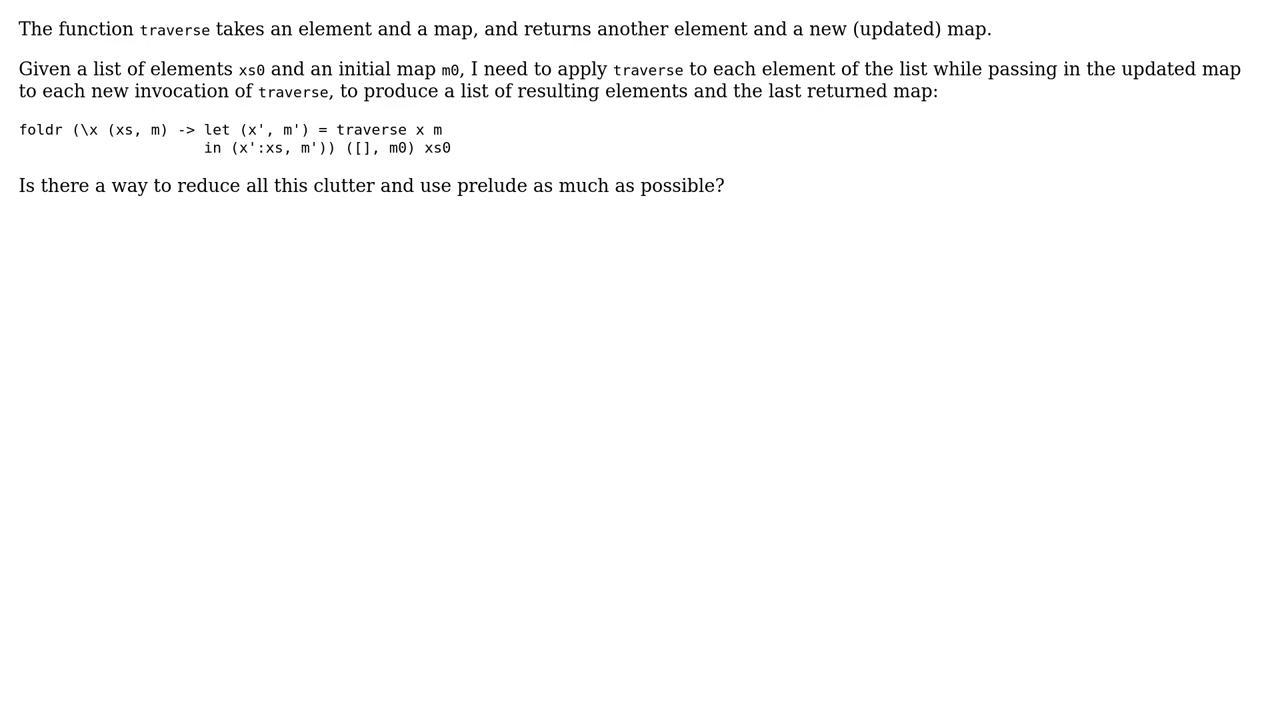 The function traverse takes an element and a map, and returns another element and a new (updated) map.
Given a list of elements xs0 and an initial map m0, I need to apply traverse to each element of the list while passing in the updated map
to each new invocation of traverse, to produce a list of resulting elements and the last returned map:
foldr (\x (xs, m) -> let (x', m') = traverse x m
                     in (x':xs, m')) ([], m0) xs0
Is there a way to reduce all this clutter and use prelude as much as possible?